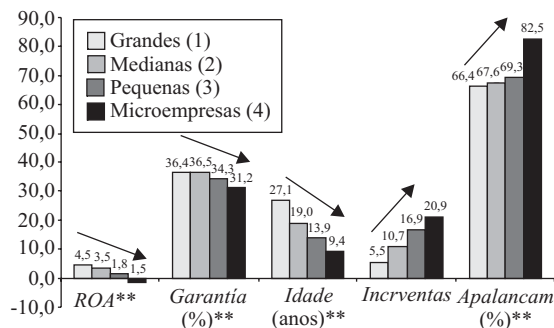 90,0
80,0
70,0
60,0
50,0
40,0
30,0
20,0
10,0
0,0
-10,0
Grandes (1)
Medianas (2)
Pequenas (3)
Microempresas (4)
4,5 3,5 1,8 1,5
36,4 36,5 34,3 31,2
27,1 19,0 13,9 9,4
5,5 10,7 16,9 20,9
66,4 67,6 69,3 82,5
ROA** Garantía Idade Incrventas Apalancam
(%)** (anos)** (%)**